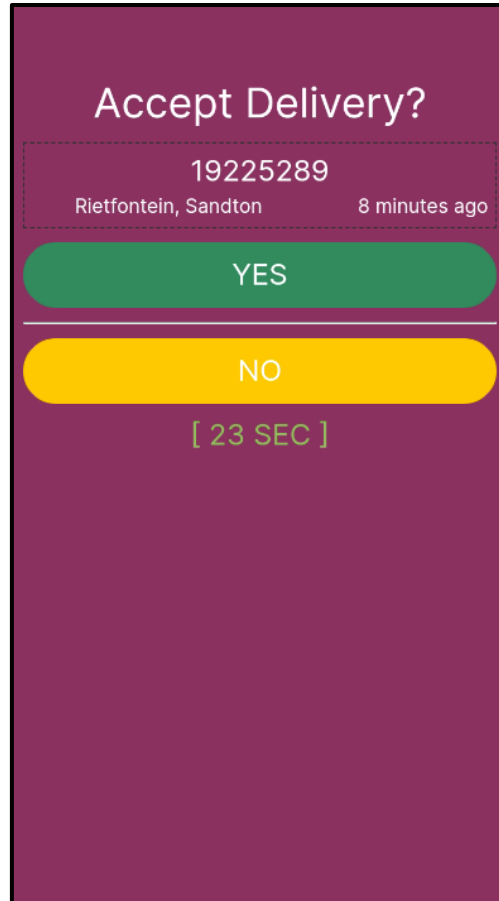 Accept Delivery?
19225289
Rietfontein, Sandton 8 minutes ago
YES
NO
[ 23 SEC ]